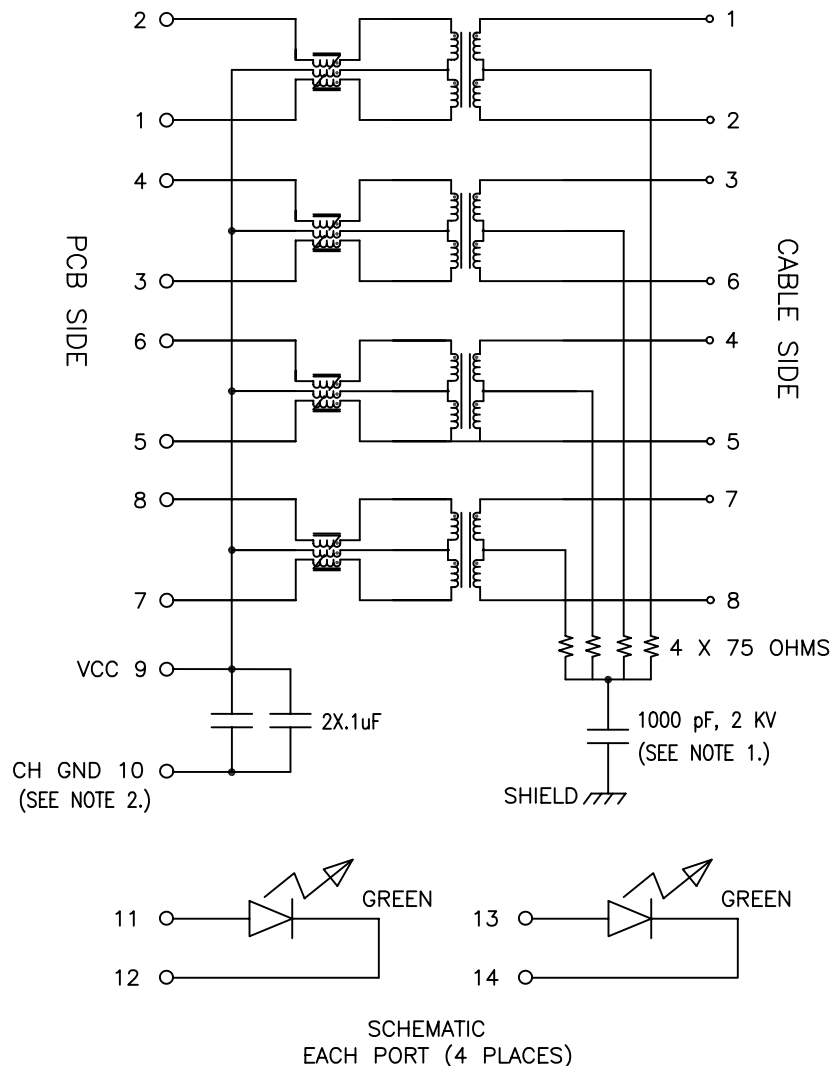 2 1
1 2
4 3
3 6
PCB SIDE
CABLE SIDE
6 4
5 5
8 7
7 8
4 X 75 OHMS
VCC 9
2X.1uF
1000 pF, 2 KV
(SEE NOTE 1.)
CH GND 10
(SEE NOTE 2.)
SHIELD
GREEN
GREEN
11 13
12 14
SCHEMATIC
EACH PORT (4 PLACES)